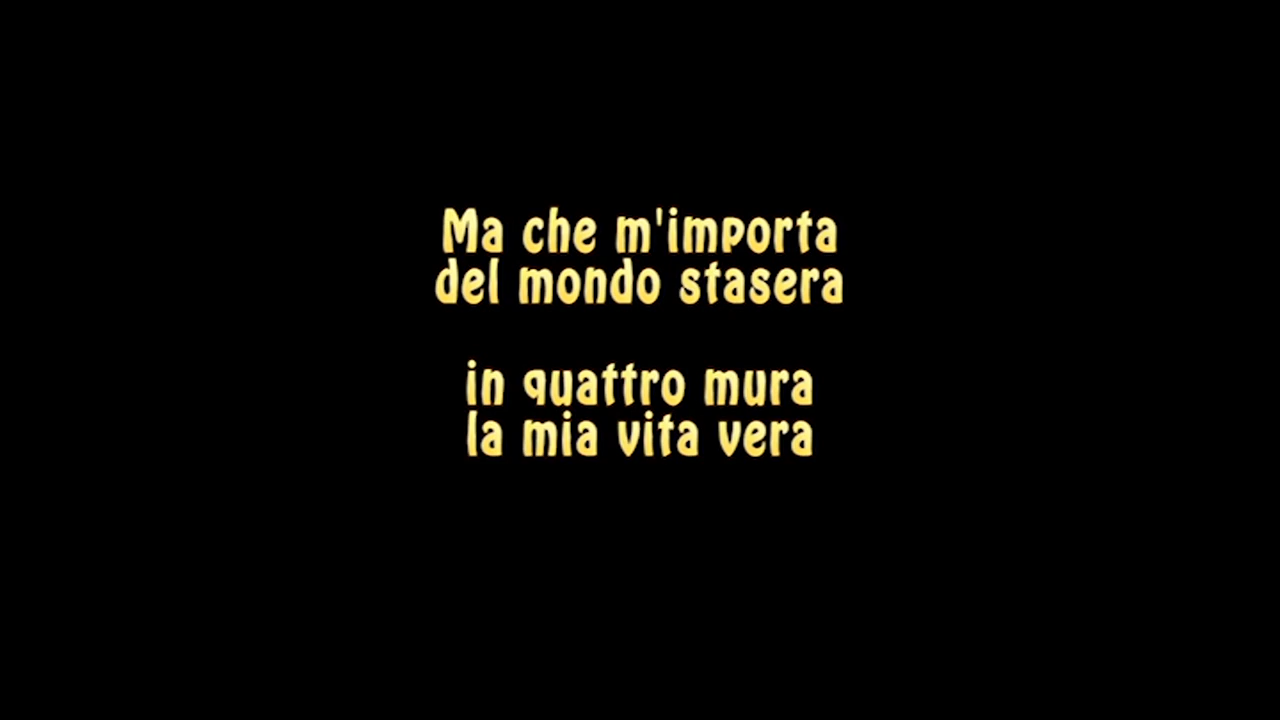 Ma che m'importa
del mondo stasera
in quattro mura
la mia vita vera